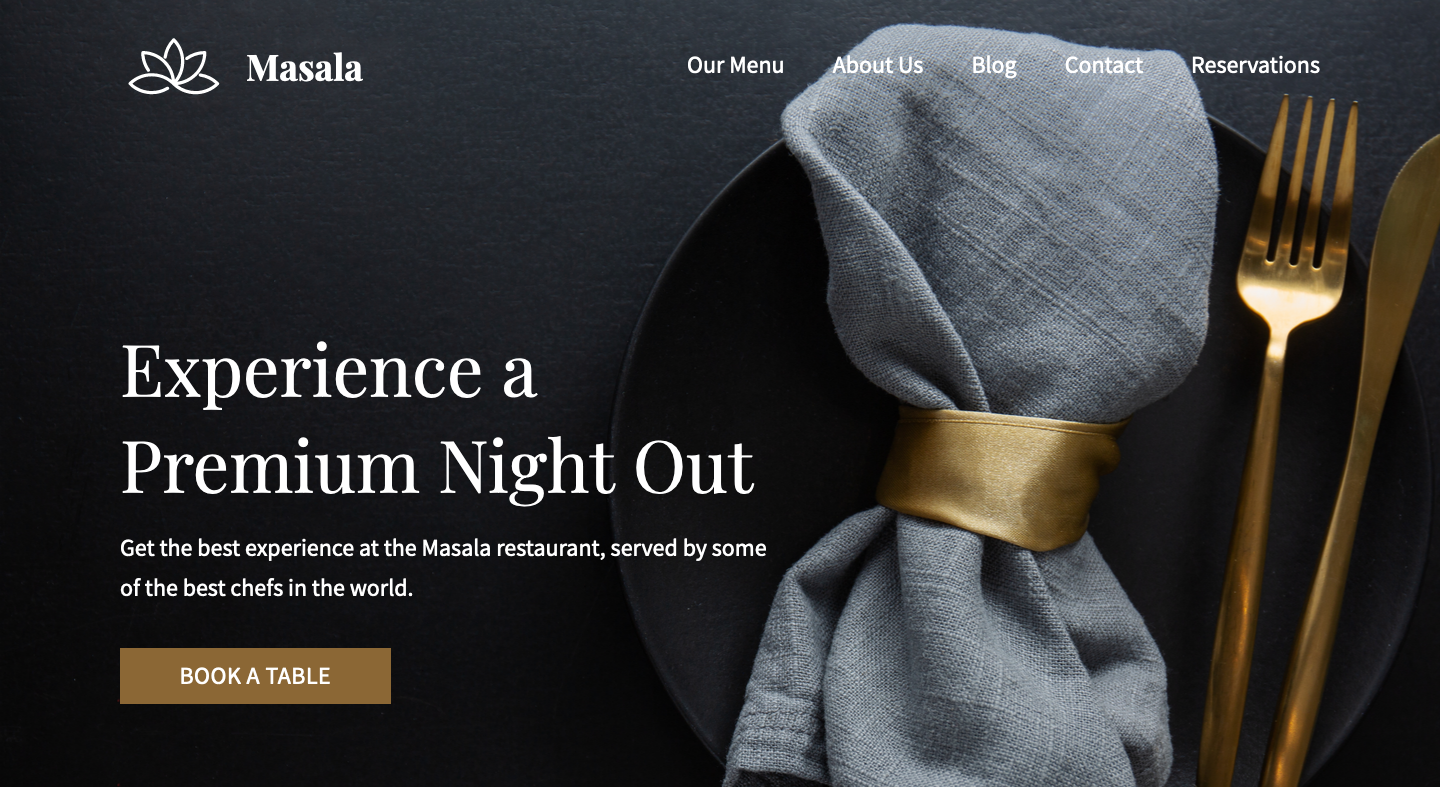 Masala
Our Menu About Us Blog Contact Reservations
Experience a
Premium Night Out
Get the best experience at the Masala restaurant, served by some
of the best chefs in the world.
BOOK A TABLE